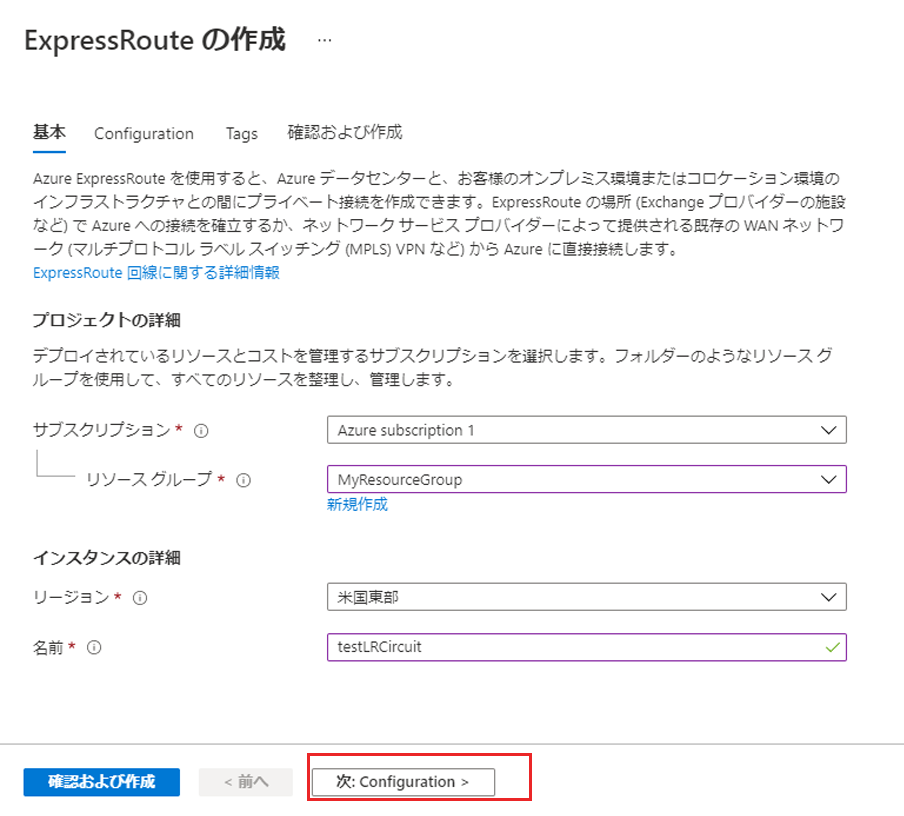 ExpressRoute の作成 ...
基本 Configuration Tags 確認および作成
Azure ExpressRoute を使用すると、Azure データセンターと、お客様のオンプレミス環境またはコロケーション環境の
インフラストラクチャとの間にプライベート接続を作成できます。ExpressRoute の場所 (Exchange プロバイダーの施設
など) で Azure への接続を確立するか、ネットワーク サービス プロバイダーによって提供される既存の WAN ネットワ
ーク (マルチプロトコル ラベル スイッチング (MPLS) VPN など) から Azure に直接接続します。
ExpressRoute 回線に関する詳細情報
プロジェクトの詳細
デプロイされているリソースとコストを管理するサブスクリプションを選択します。フォルダーのようなリソース グ
ループを使用して、すべてのリソースを整理し、管理します。
サブスクリプション * Azure subscription 1
リソース グループ * MyResourceGroup
新規作成
インスタンスの詳細
リージョン * 米国東部
名前 * testLRCircuit
確認および作成 < 前へ 次: Configuration >